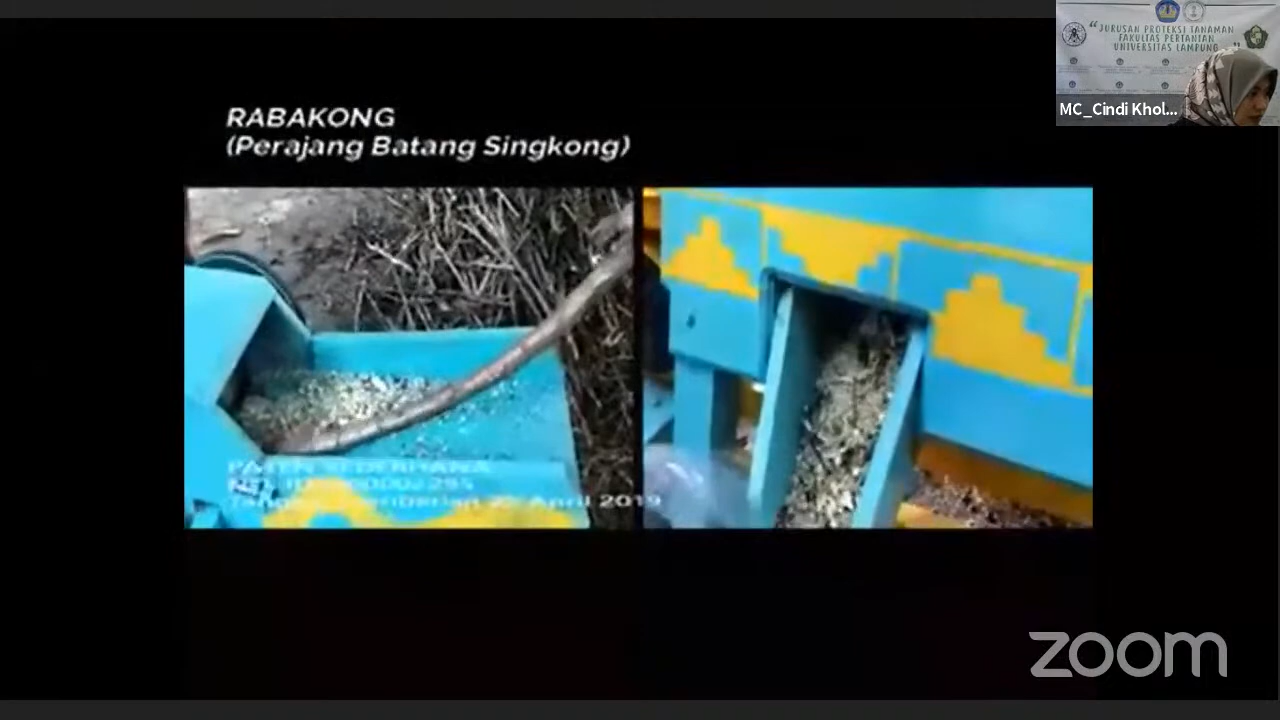 RABAKONG
(Perajang Batang Singkong)
PATEN SEDERHANA
April 2019
“JURUSAN PROTEKSI TANAMAN
FAKULTAS PERTANIAN
UNIVERSITAS LAMPUNG”
MC_Cindi Khol...
zoom